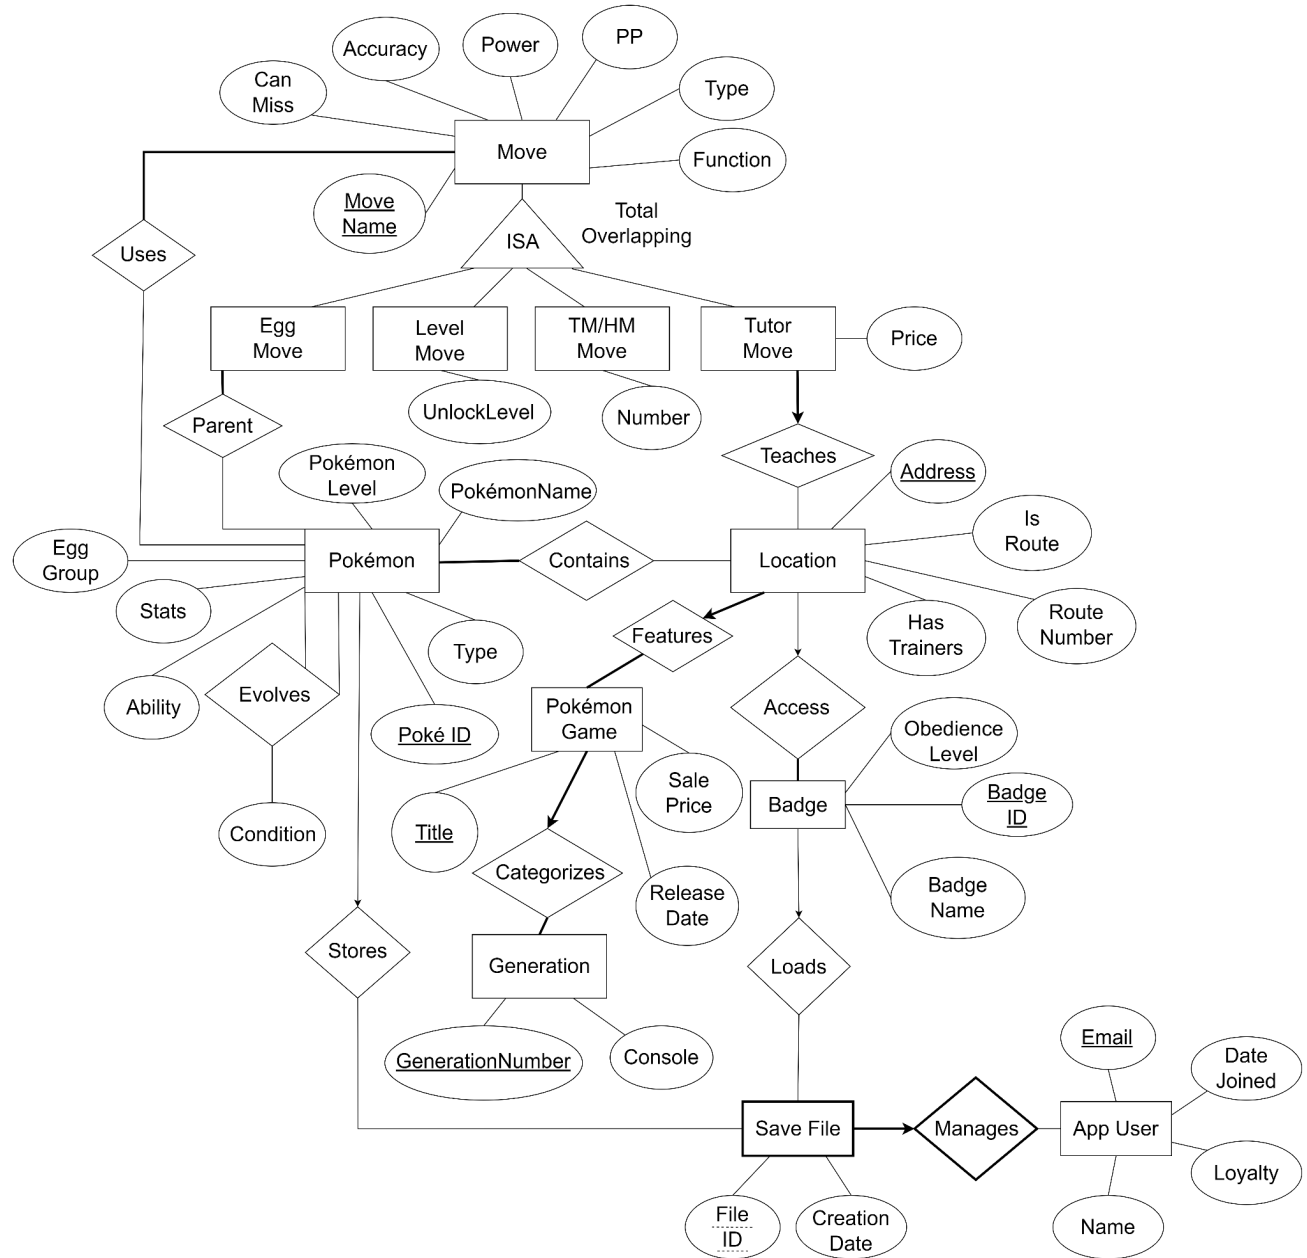 Accuracy
Power
PP
Can
Miss
Type
Move
Function
Move
Name
Total
Overlapping
ISA
Uses
Egg
Move
Level
Move
TM/HM
Move
Tutor
Move
Price
UnlockLevel
Number
Parent
Teaches
Pokémon
Level
PokémonName
Address
Is
Route
Egg
Group
Pokémon
Contains
Location
Stats
Route
Number
Has
Trainers
Features
Type
Evolves
Ability
Poké ID
Pokémon
Game
Access
Obedience
Level
Sale
Price
Badge
Badge
ID
Condition
Title
Categorizes
Release
Date
Badge
Name
Stores
Generation
Loads
GenerationNumber
Console
Email
Date
Joined
Save File
Manages
App User
Loyalty
File
ID
Creation
Date
Name